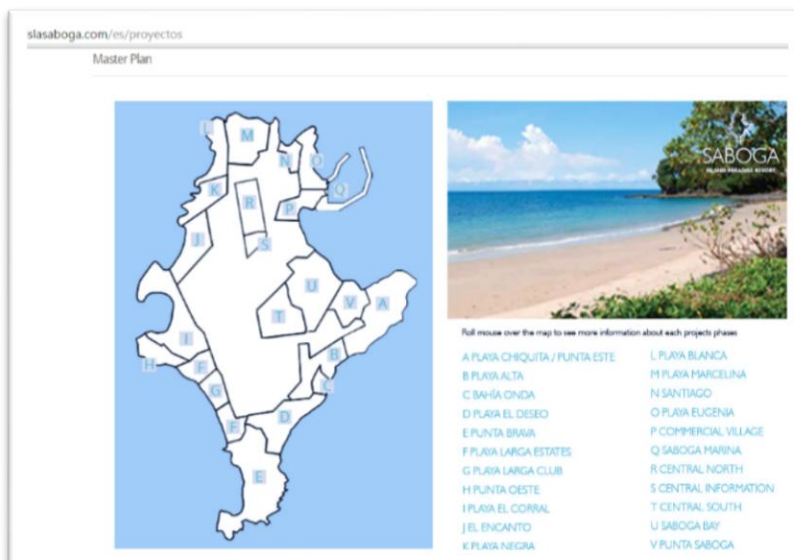 slasaboga.com/es/proyectos
Master Plan
L
M
N
O
K
R
P
Q
J
S
U
V
A
T
I
H
F
B
G
C
F
D
E
SABOGA
ISLAND PARADISE RESORT
Roll mouse over the map to see more information about each projects phases
A PLAYA CHIQUITA / PUNTA ESTE
B PLAYA ALTA
C BAHÍA ONDA
D PLAYA EL DESEO
E PUNTA BRAVA
F PLAYA LARGA ESTATES
G PLAYA LARGA CLUB
H PUNTA OESTE
I PLAYA EL CORRAL
J EL ENCANTO
K PLAYA NEGRA
L PLAYA BLANCA
M PLAYA MARCELINA
N SANTIAGO
O PLAYA EUGENIA
P COMMERCIAL VILLAGE
Q SABOGA MARINA
R CENTRAL NORTH
S CENTRAL INFORMATION
T CENTRAL SOUTH
U SABOGA BAY
V PUNTA SABOGA